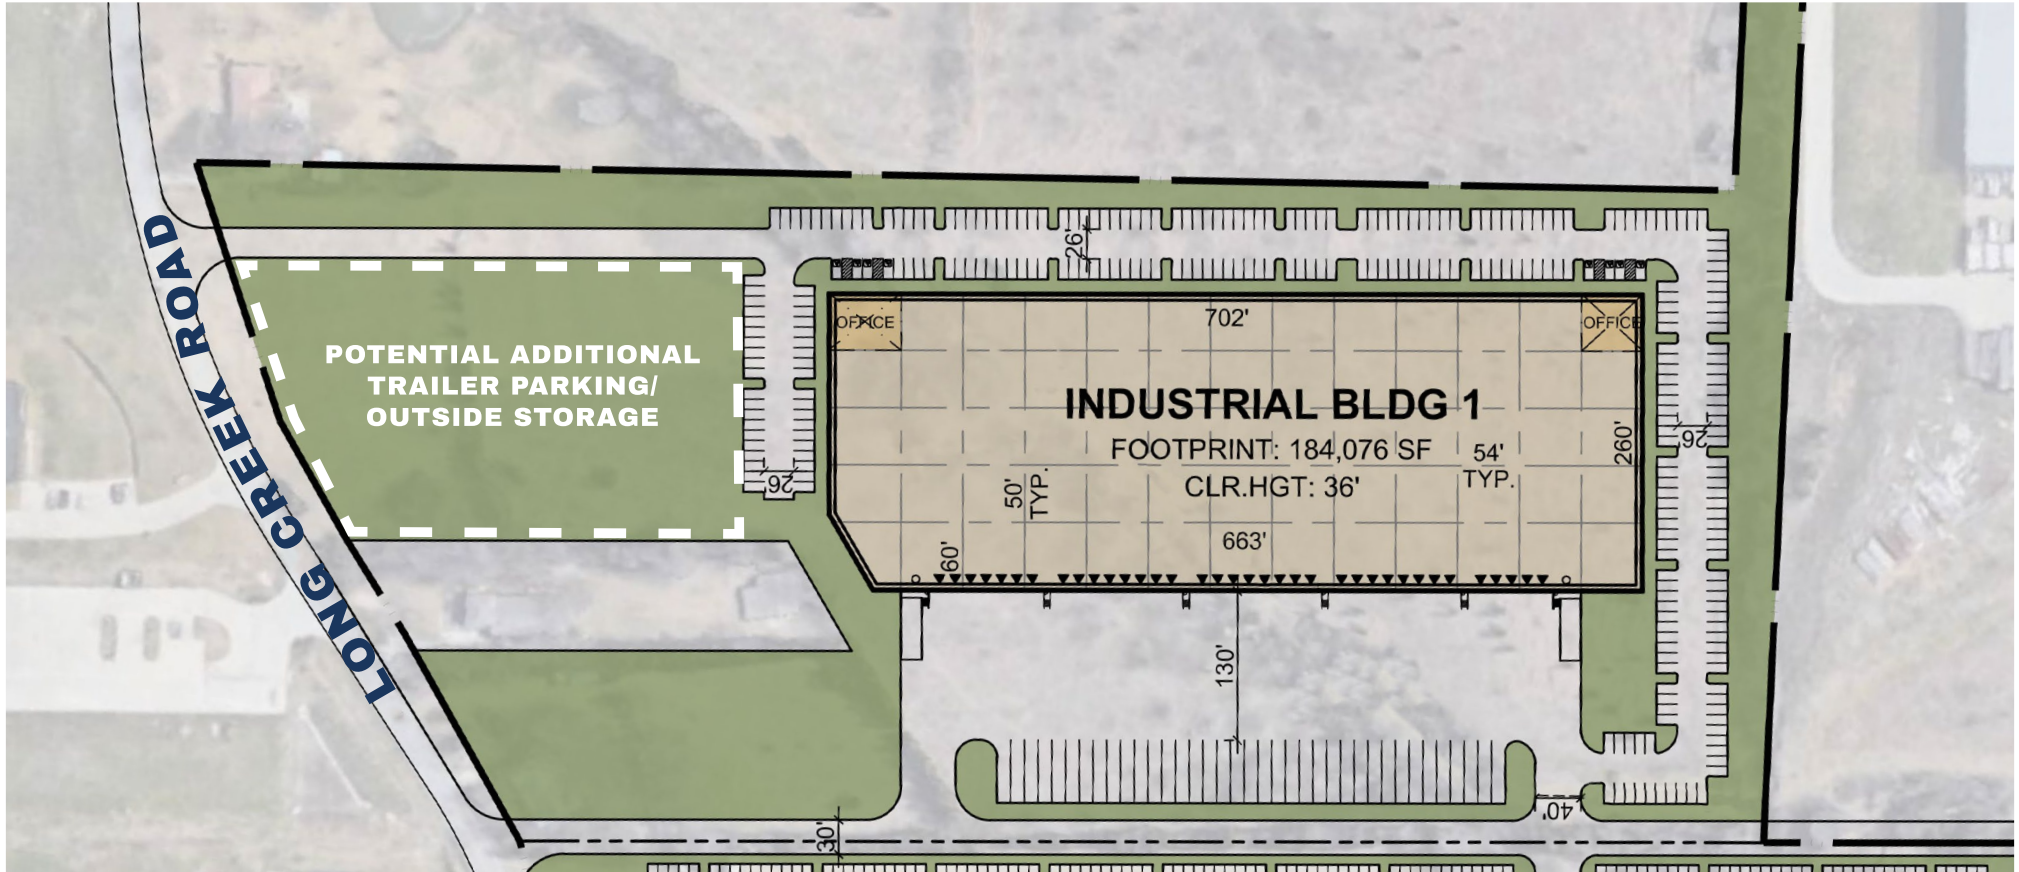 26'
OFFICE
702'
OFFICE
LONG CREEK ROAD
POTENTIAL ADDITIONAL
TRAILER PARKING/
OUTSIDE STORAGE
INDUSTRIAL BLDG 1
FOOTPRINT: 184,076 SF
CLR.HGT: 36'
54'
TYP.
260'
26'
26'
50'
TYP.
663'
60'
130'
40'
30'